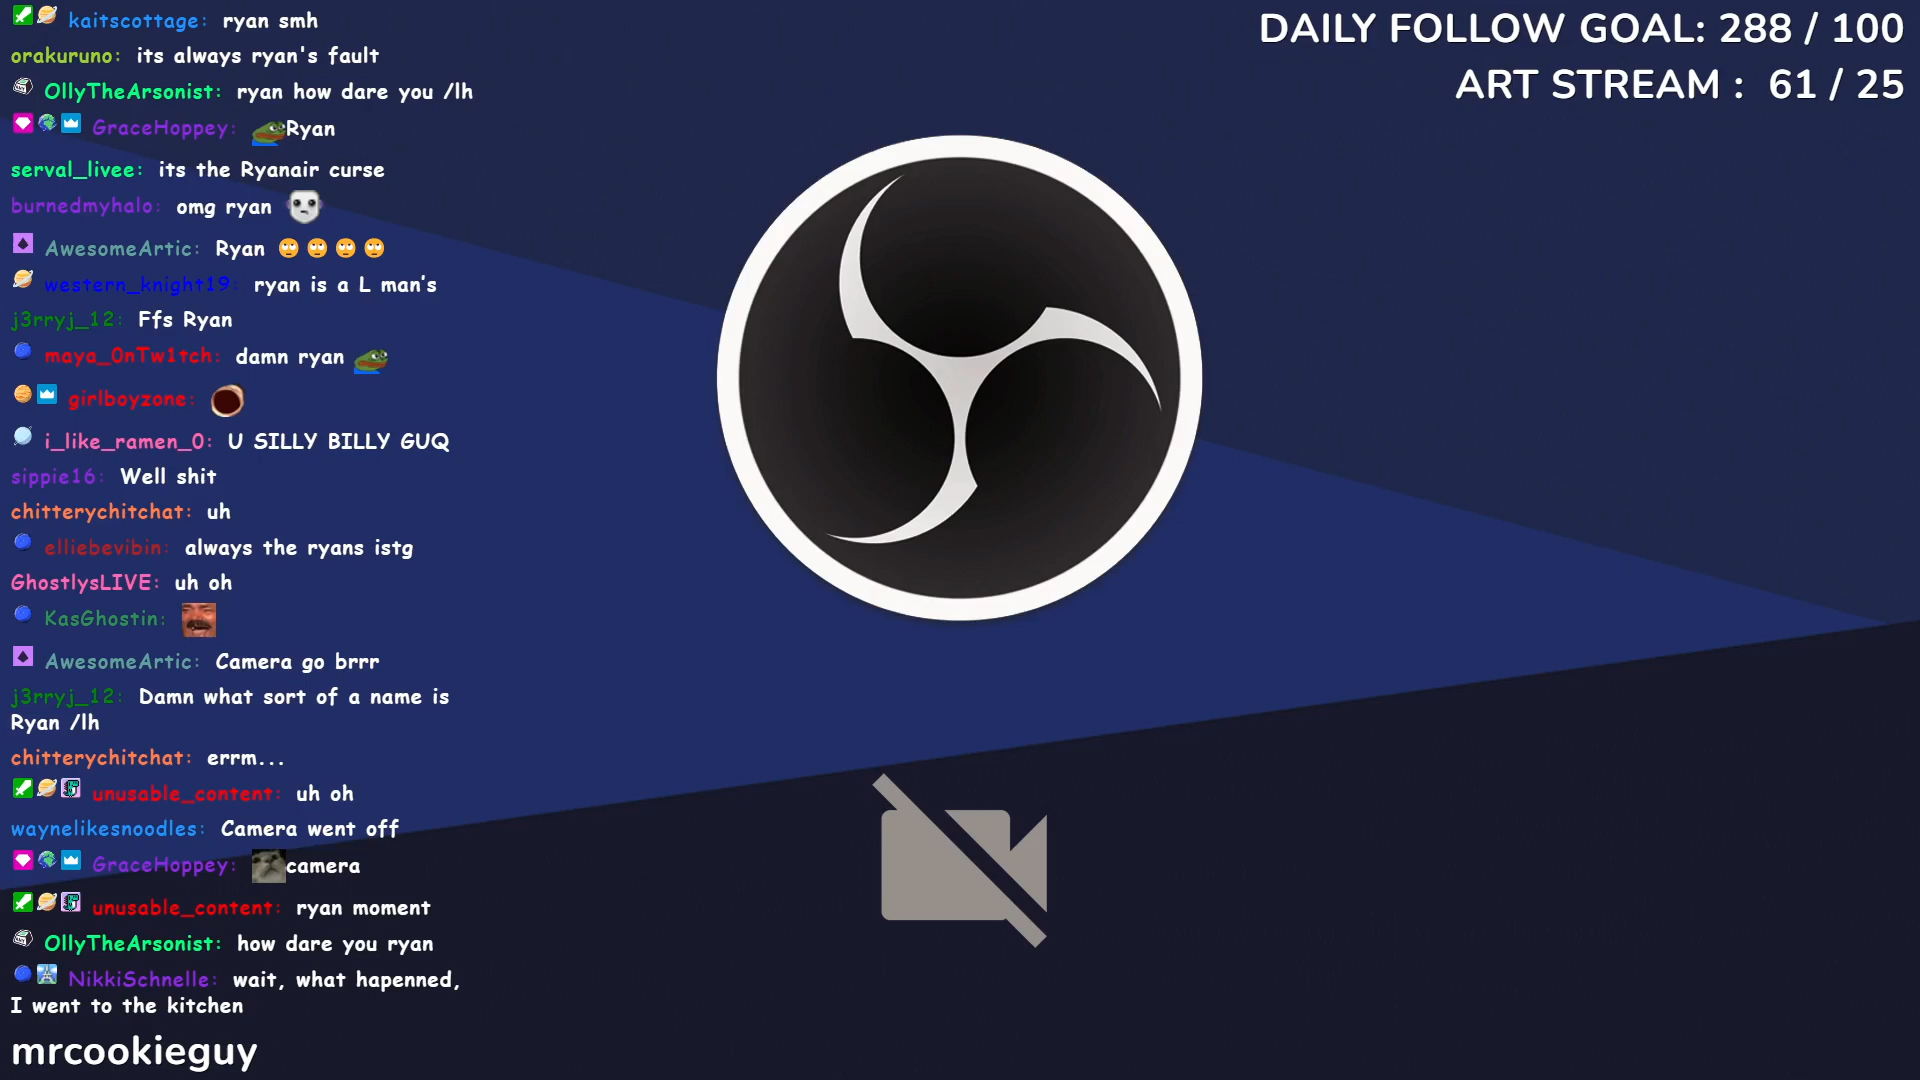 kaitscottage: ryan smh
orakuruno: its always ryan's fault
OllyTheArsonist: ryan how dare you /lh
GraceHoppey: Ryan
serval_livee: its the Ryanair curse
burnedmyhalo: omg ryan
AwesomeArtic: Ryan 🙄 🙄 🙄 🙄
western_knight19: ryan is a L man's
j3rryj_12: Ffs Ryan
maya_0nTw1tch: damn ryan
girlboyzone:
i_like_ramen_0: U SILLY BILLY GUQ
sippie16: Well shit
chitterychitchat: uh
elliebevibin: always the ryans istg
GhostlysLIVE: uh oh
KasGhostin:
AwesomeArtic: Camera go brrr
j3rryj_12: Damn what sort of a name is
Ryan /lh
chitterychitchat: errm...
unusable_content: uh oh
waynelikesnoodles: Camera went off
GraceHoppey: camera
unusable_content: ryan moment
OllyTheArsonist: how dare you ryan
NikkiSchnelle: wait, what hapenned,
I went to the kitchen
mrcookieguy
DAILY FOLLOW GOAL: 288 / 100
ART STREAM : 61 / 25